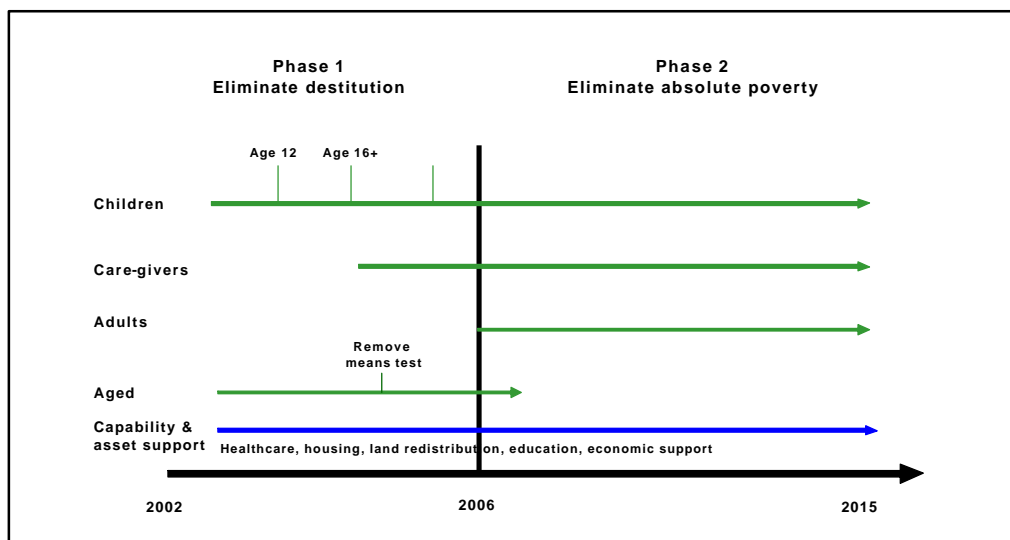 Phase 1
Eliminate destitution
Phase 2
Eliminate absolute poverty
Age 12
Age 16+
Children
Care-givers
Adults
Remove
means test
Aged
Capability &
asset support
Healthcare, housing, land redistribution, education, economic support
2002
2006
2015